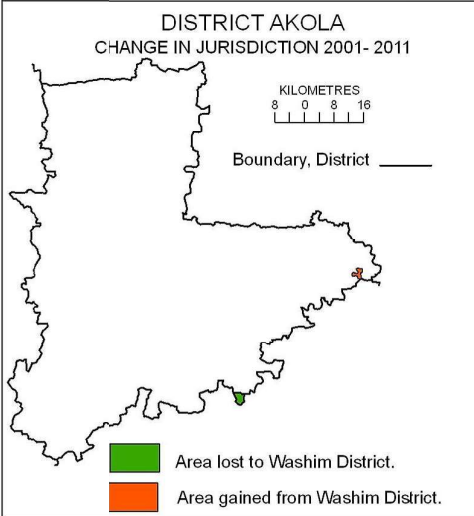 DISTRICT AKOLA
CHANGE IN JURISDICTION 2001- 2011
KILOMETRES
8 0 8 16
Boundary, District
Area lost to Washim District.
Area gained from Washim District.